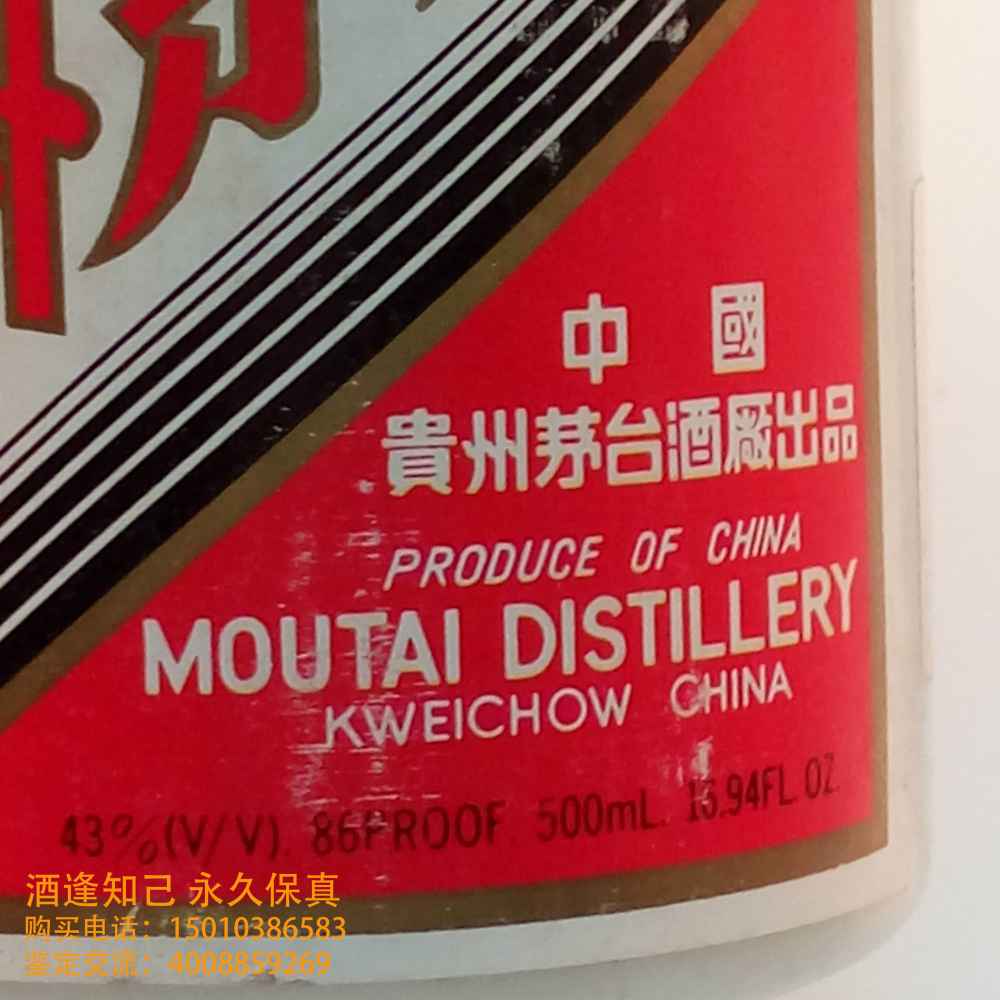 中國
貴州茅台酒厰出品
PRODUCE OF CHINA
MOUTAI DISTILLERY
KWEICHOW CHINA
43%(V/V). 86PROOF 500mL. 16.94FL.OZ.
酒逢知己 永久保真
购买电话：15010386583
鉴定交流：4008859269